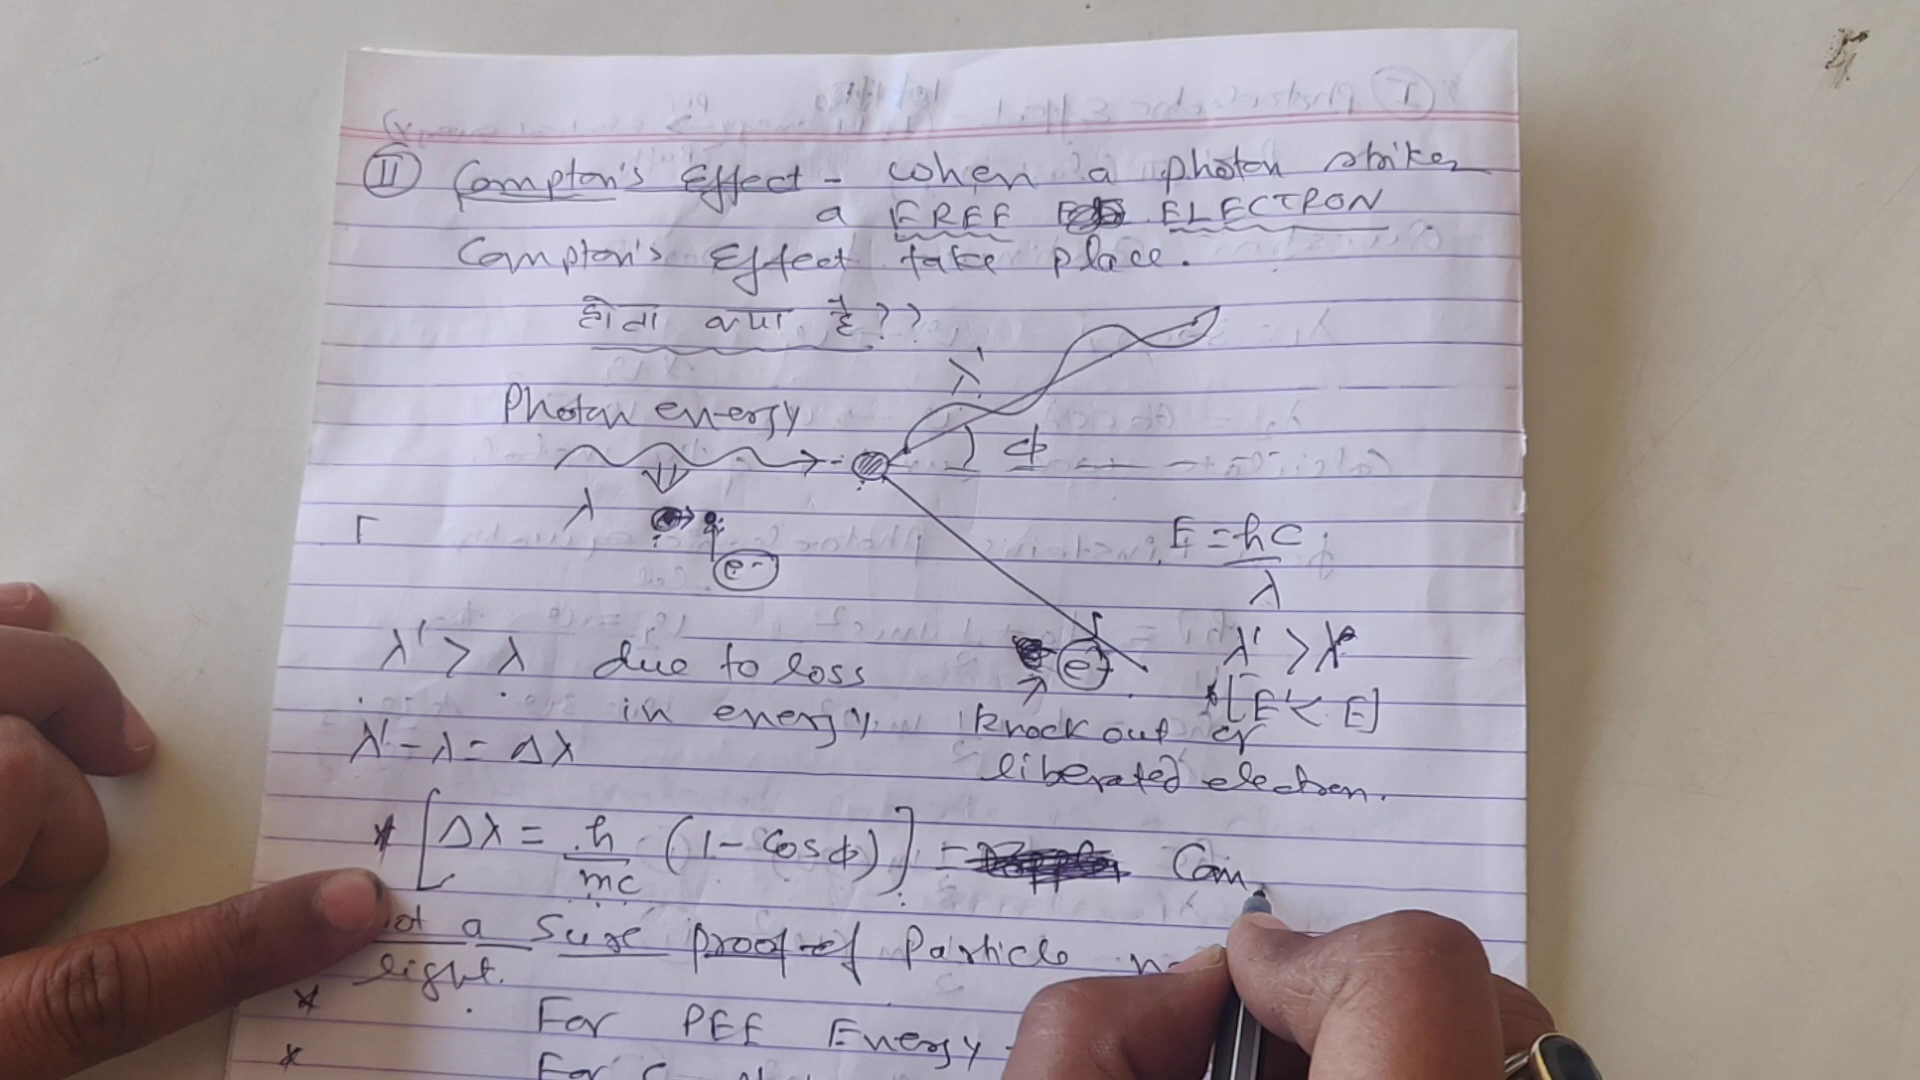 II Compton's Effect - when a photon strikes
a FREE ELECTRON
Compton's Effect take place.
होता क्या है ??
λ'
Photon energy
ϕ
λ
e-
E = hc
λ
λ' > λ due to loss
in energy
e-
λ' > λ
*[E' < E]
knock out or
liberated electron.
λ' - λ = Δλ
* [Δλ = h/mc (1 - cos ϕ)] - Com
a sure proof of Particle
light.
* For PEE Energy
* For